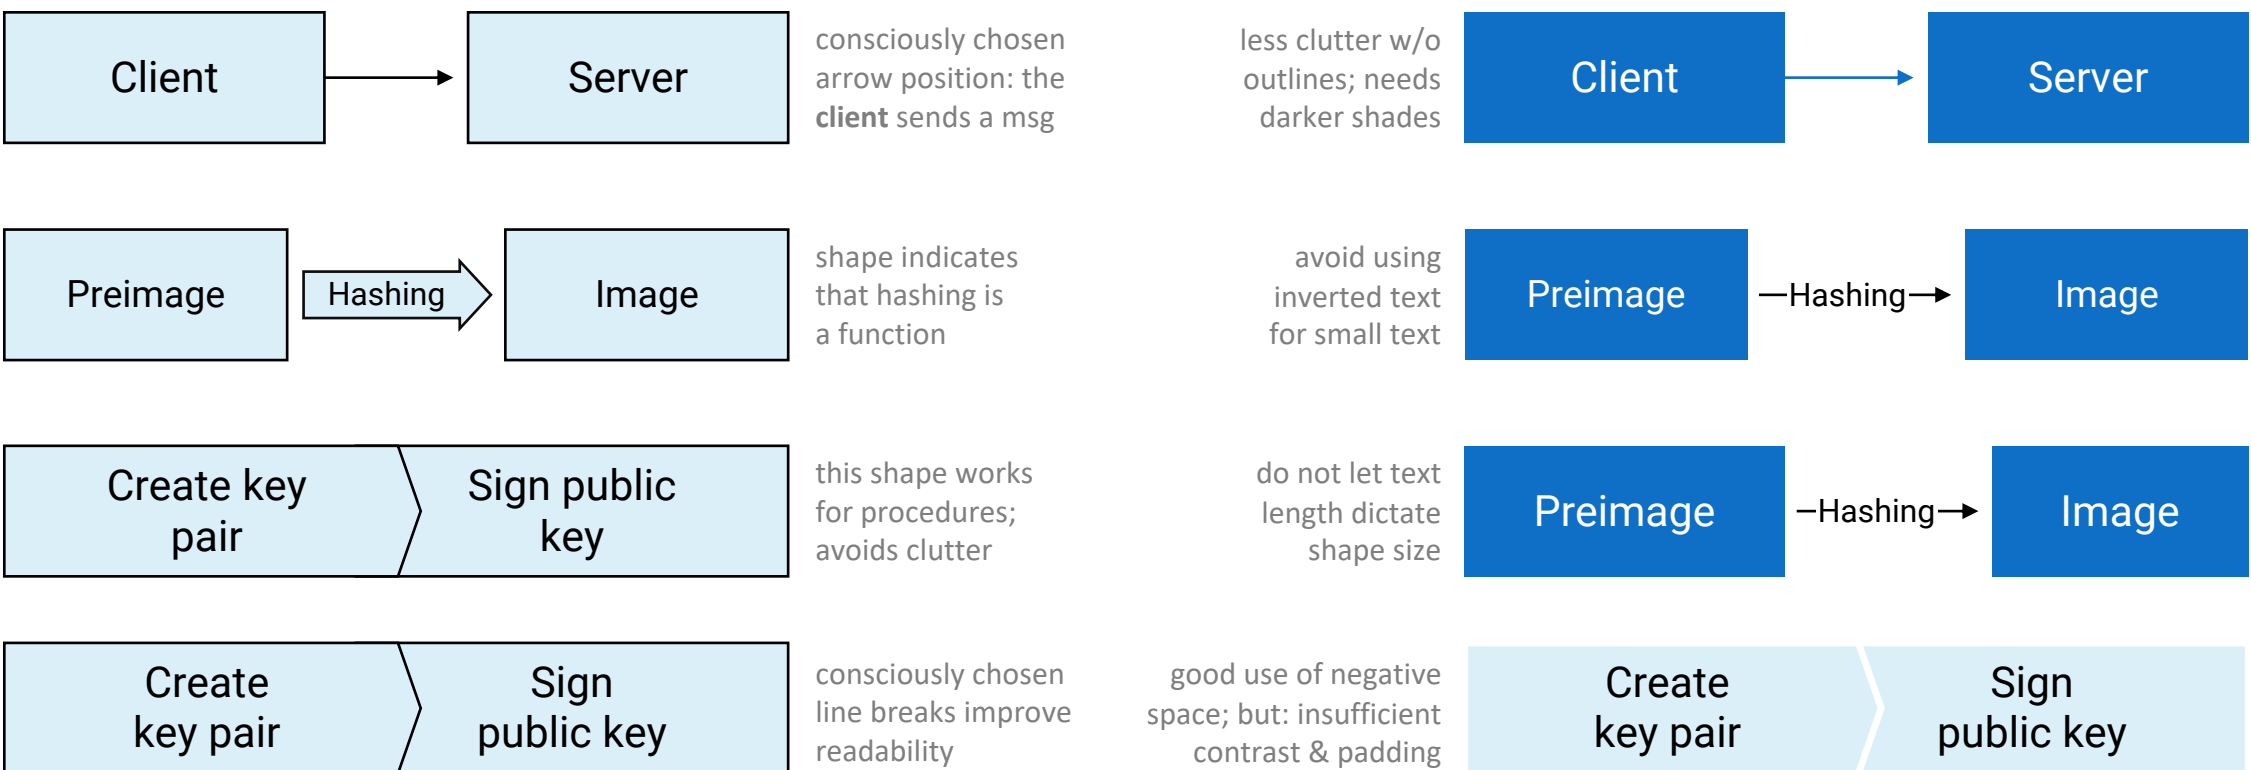 Client
Server
consciously chosen
arrow position: the
client sends a msg
less clutter w/o
outlines; needs
darker shades
Client
Server
Preimage
Hashing
Image
shape indicates
that hashing is
a function
avoid using
inverted text
for small text
Preimage
Hashing
Image
Create key
pair
Sign public
key
this shape works
for procedures;
avoids clutter
do not let text
length dictate
shape size
Preimage
Hashing
Image
Create
key pair
Sign
public key
consciously chosen
line breaks improve
readability
good use of negative
space; but: insufficient
contrast & padding
Create
key pair
Sign
public key